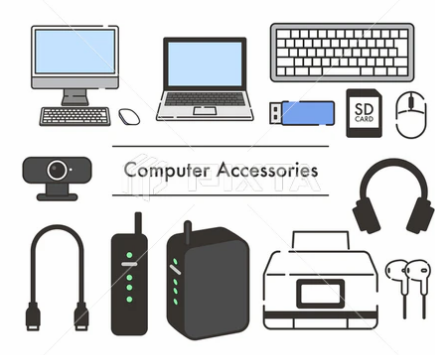 SD
CARD
Computer Accessories
PIXTA